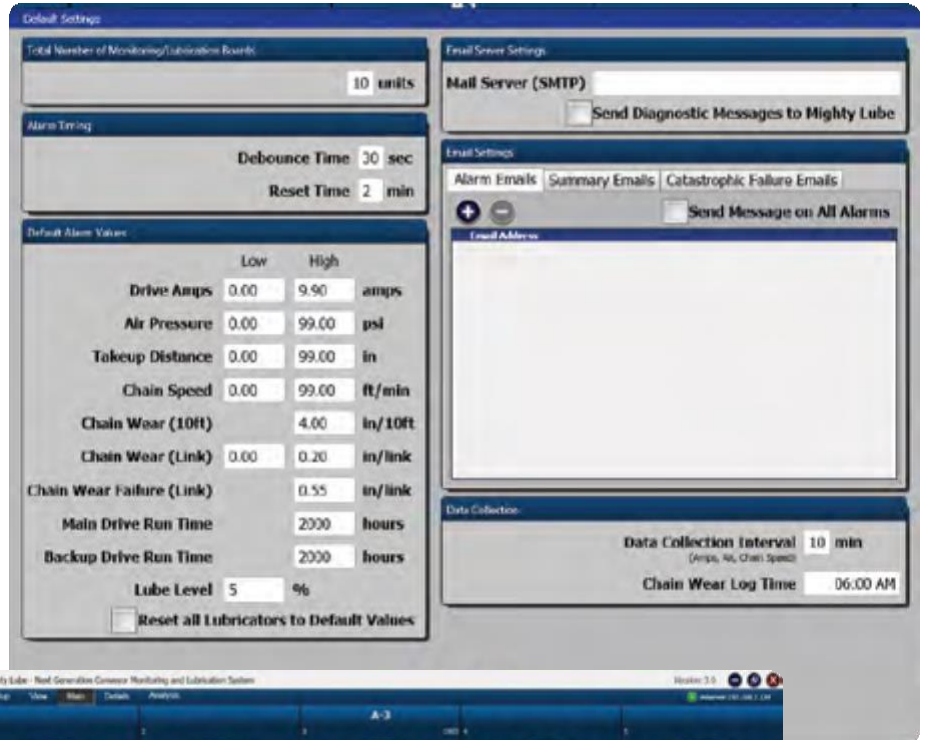 Default Settings
Total Number of Monitoring/Lubrication Boards
10 units
Alarm Timing
Debounce Time 30 sec
Reset Time 2 min
Default Alarm Values
Low High
Drive Amps 0.00 9.90 amps
Air Pressure 0.00 99.00 psi
Takeup Distance 0.00 99.00 in
Chain Speed 0.00 99.00 ft/min
Chain Wear (10ft) 4.00 in/10ft
Chain Wear (Link) 0.00 0.20 in/link
Chain Wear Failure (Link) 0.55 in/link
Main Drive Run Time 2000 hours
Backup Drive Run Time 2000 hours
Lube Level 5 %
Reset all Lubricators to Default Values
Email Server Settings
Mail Server (SMTP)
Send Diagnostic Messages to Mighty Lube
Email Settings
Alarm Emails Summary Emails Catastrophic Failure Emails
Send Message on All Alarms
Email Address
Data Collection
Data Collection Interval 10 min
(Amps, Air, Chain Speed)
Chain Wear Log Time 06:00 AM
ty Lube - Next Generation Conveyor Monitoring and Lubrication System
Version 3.0
View Main Details Analysis
A-3